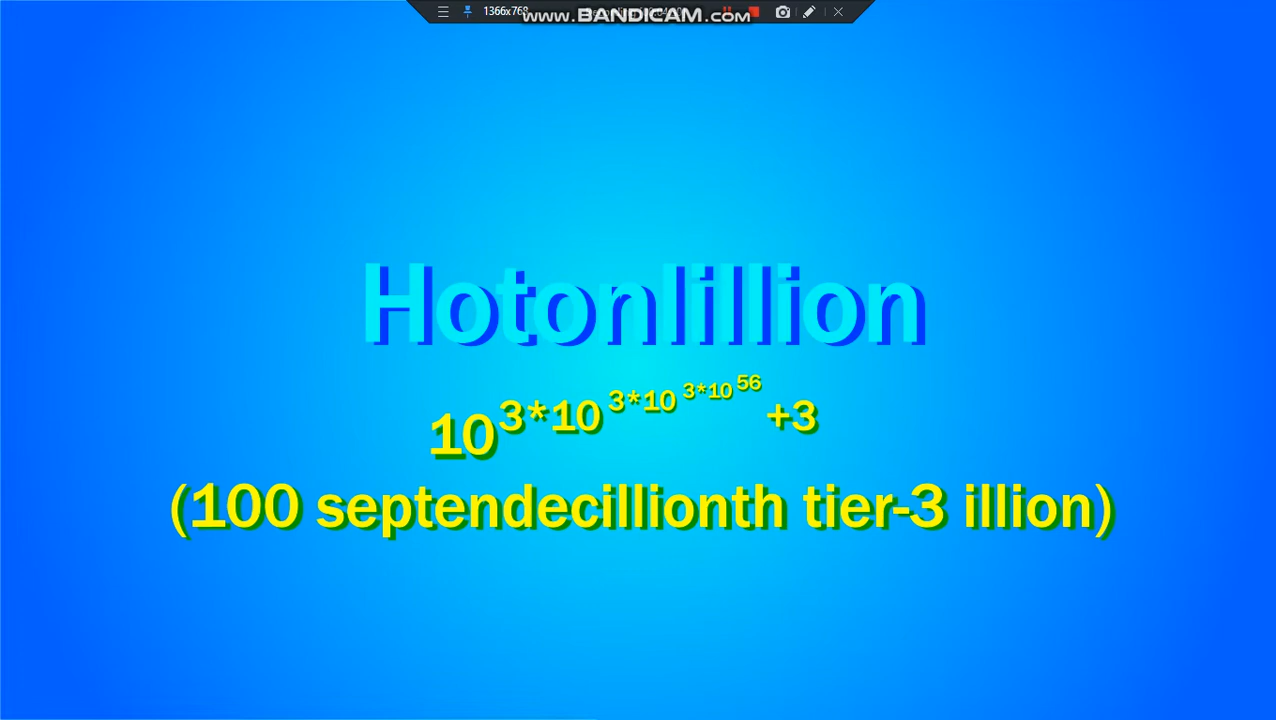 1366x768
www.BANDICAM.com
Hotonlillion
10^3*10^3*10^3*10^56 +3
(100 septendecillionth tier-3 illion)